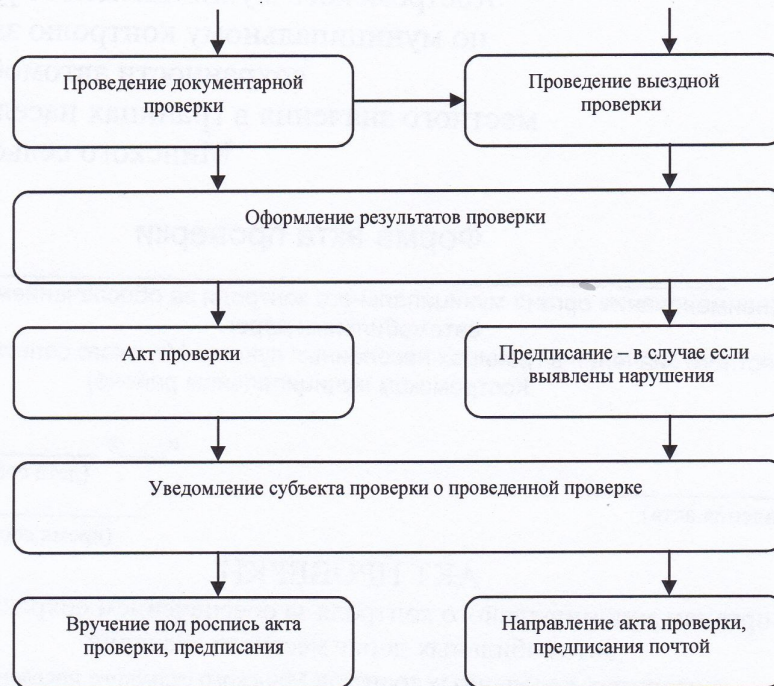 Проведение документарной
проверки
Проведение выездной
проверки
Оформление результатов проверки
Акт проверки
Предписание – в случае если
выявлены нарушения
Уведомление субъекта проверки о проведенной проверке
Вручение под роспись акта
проверки, предписания
Направление акта проверки,
предписания почтой